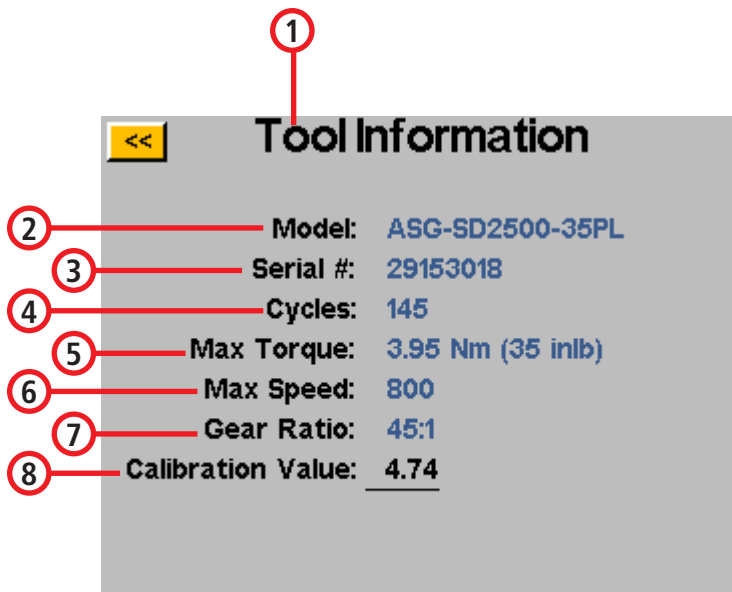 1
<< Tool Information
2 Model: ASG-SD2500-35PL
3 Serial #: 29153018
4 Cycles: 145
5 Max Torque: 3.95 Nm (35 inlb)
6 Max Speed: 800
7 Gear Ratio: 45:1
8 Calibration Value: 4.74